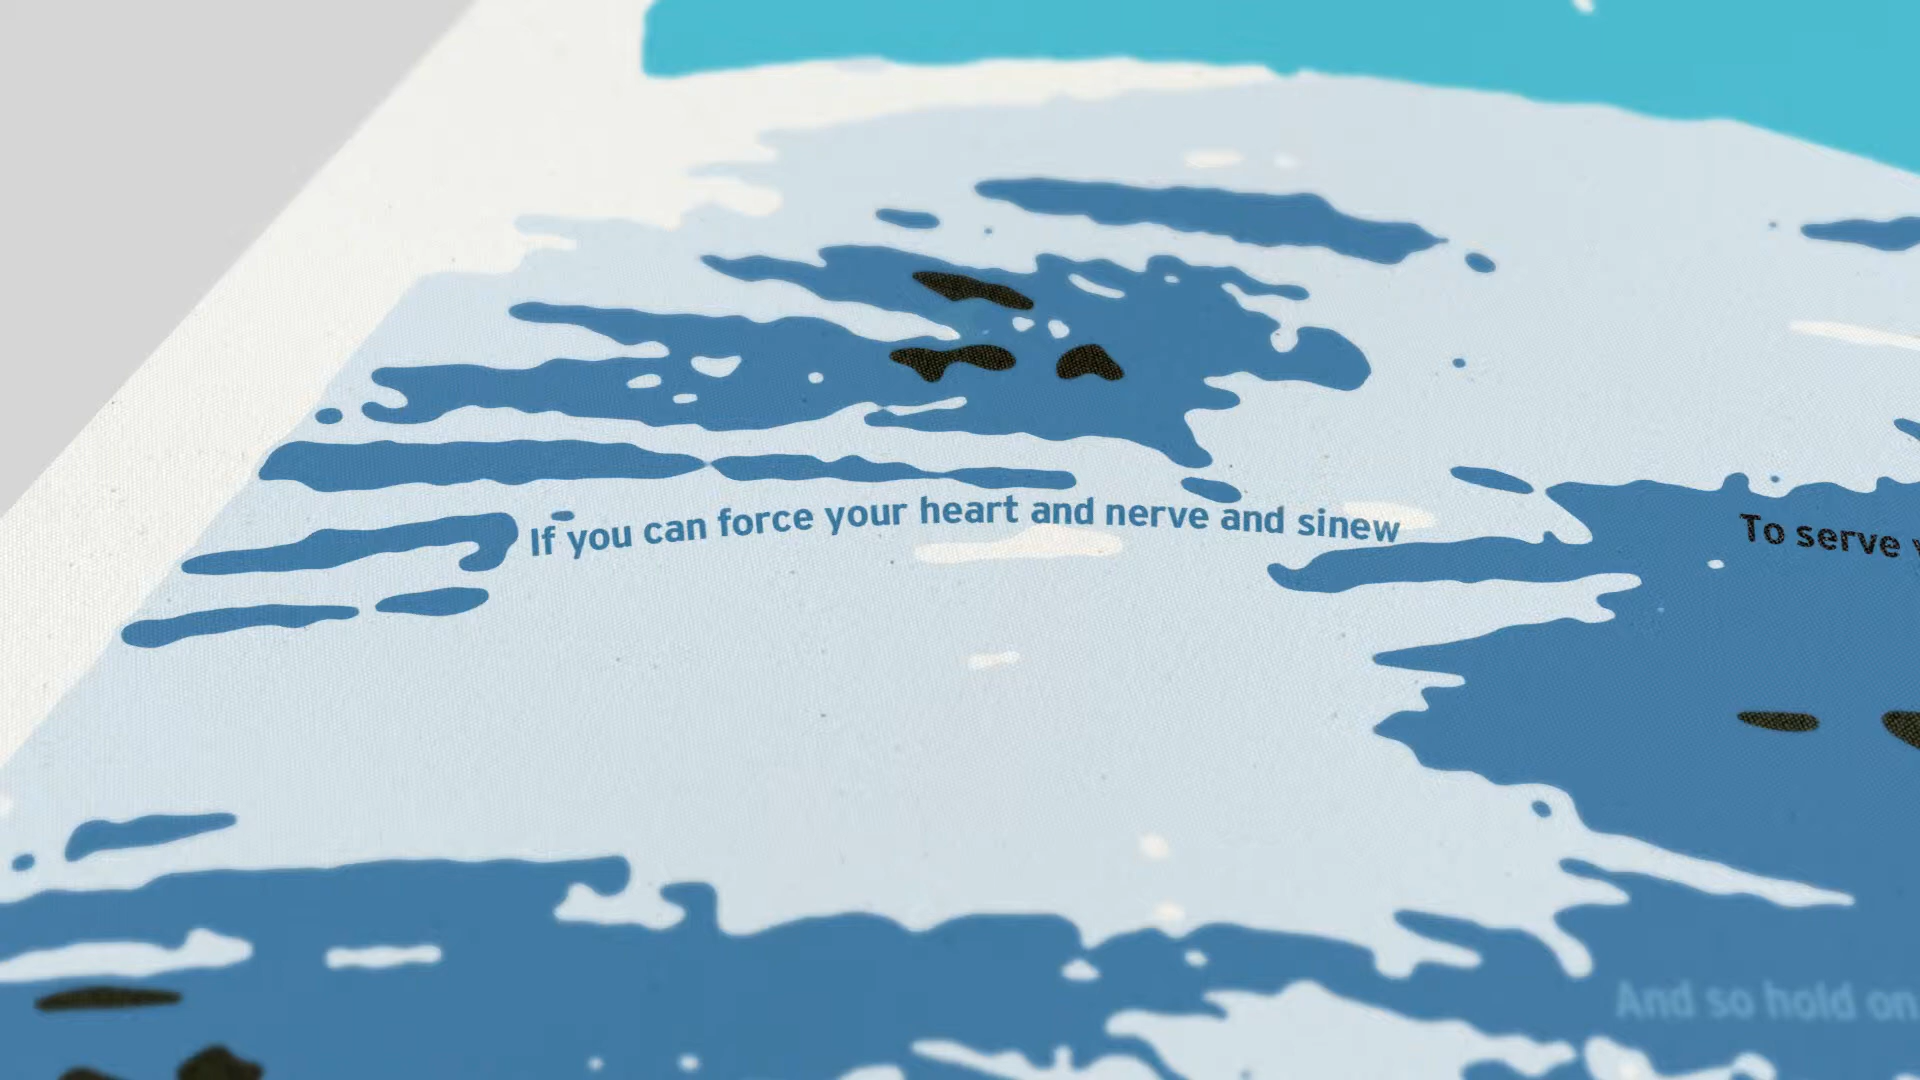 If you can force your heart and nerve and sinew
To serve
And so hold on